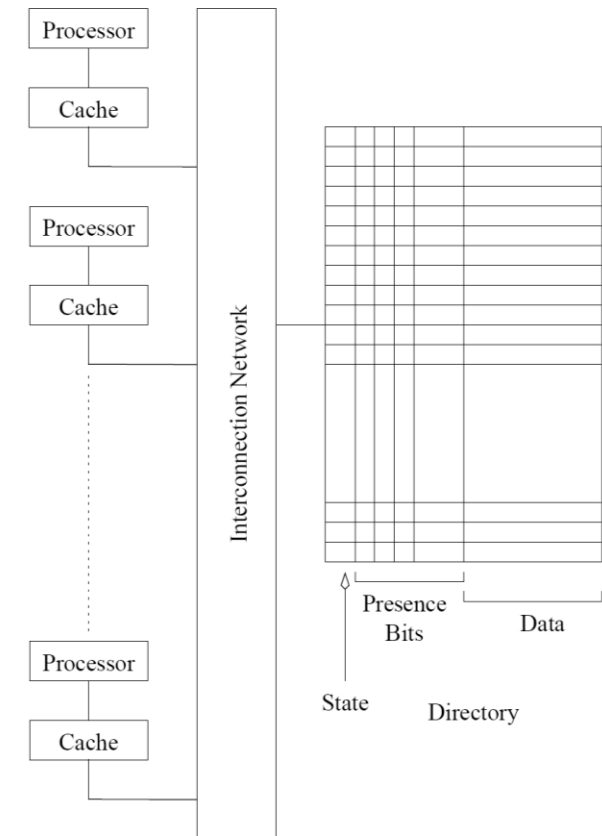 Processor
Cache
Processor
Cache
Interconnection Network
Processor
Cache
Presence
Bits
Data
State
Directory